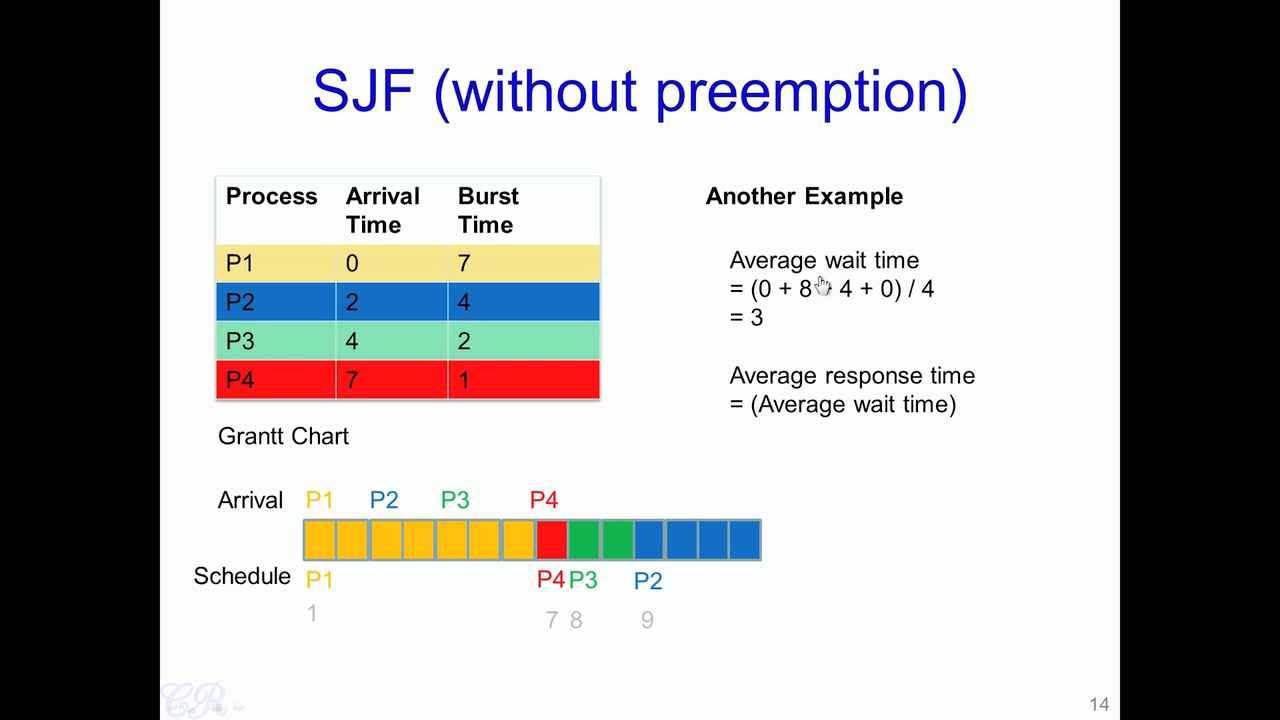 SJF (without preemption)
Process Arrival Time Burst Time
P1 0 7
P2 2 4
P3 4 2
P4 7 1
Another Example
Average wait time
= (0 + 8 + 4 + 0) / 4
= 3
Average response time
= (Average wait time)
Grantt Chart
Arrival P1 P2 P3 P4
Schedule P1 P4 P3 P2
1 7 8 9
CR
14